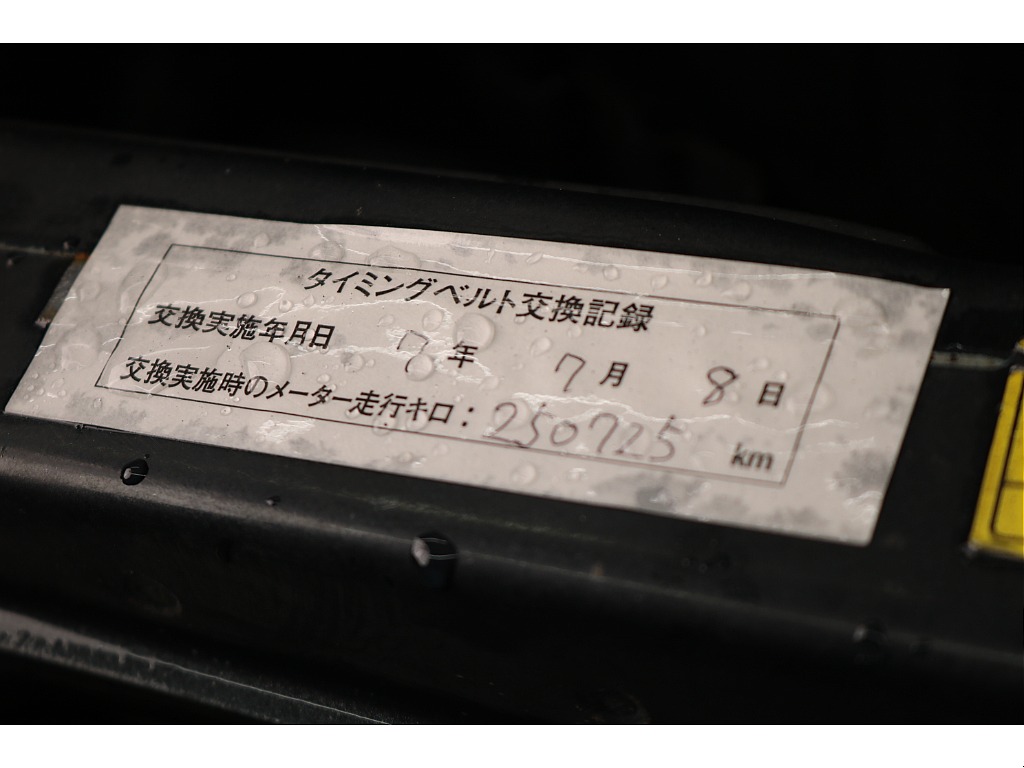 タイミングベルト交換記録
交換実施年月日 7年 7月 8日
交換実施時のメーター走行キロ:250725 km